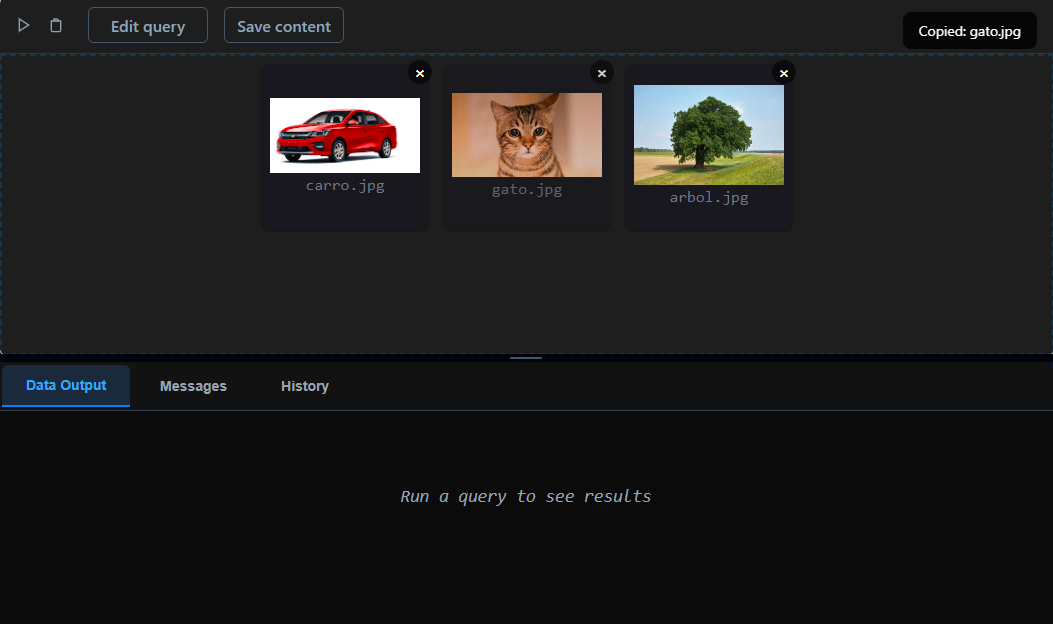 Edit query
Save content
Copied: gato.jpg
carro.jpg
gato.jpg
arbol.jpg
Data Output
Messages
History
Run a query to see results